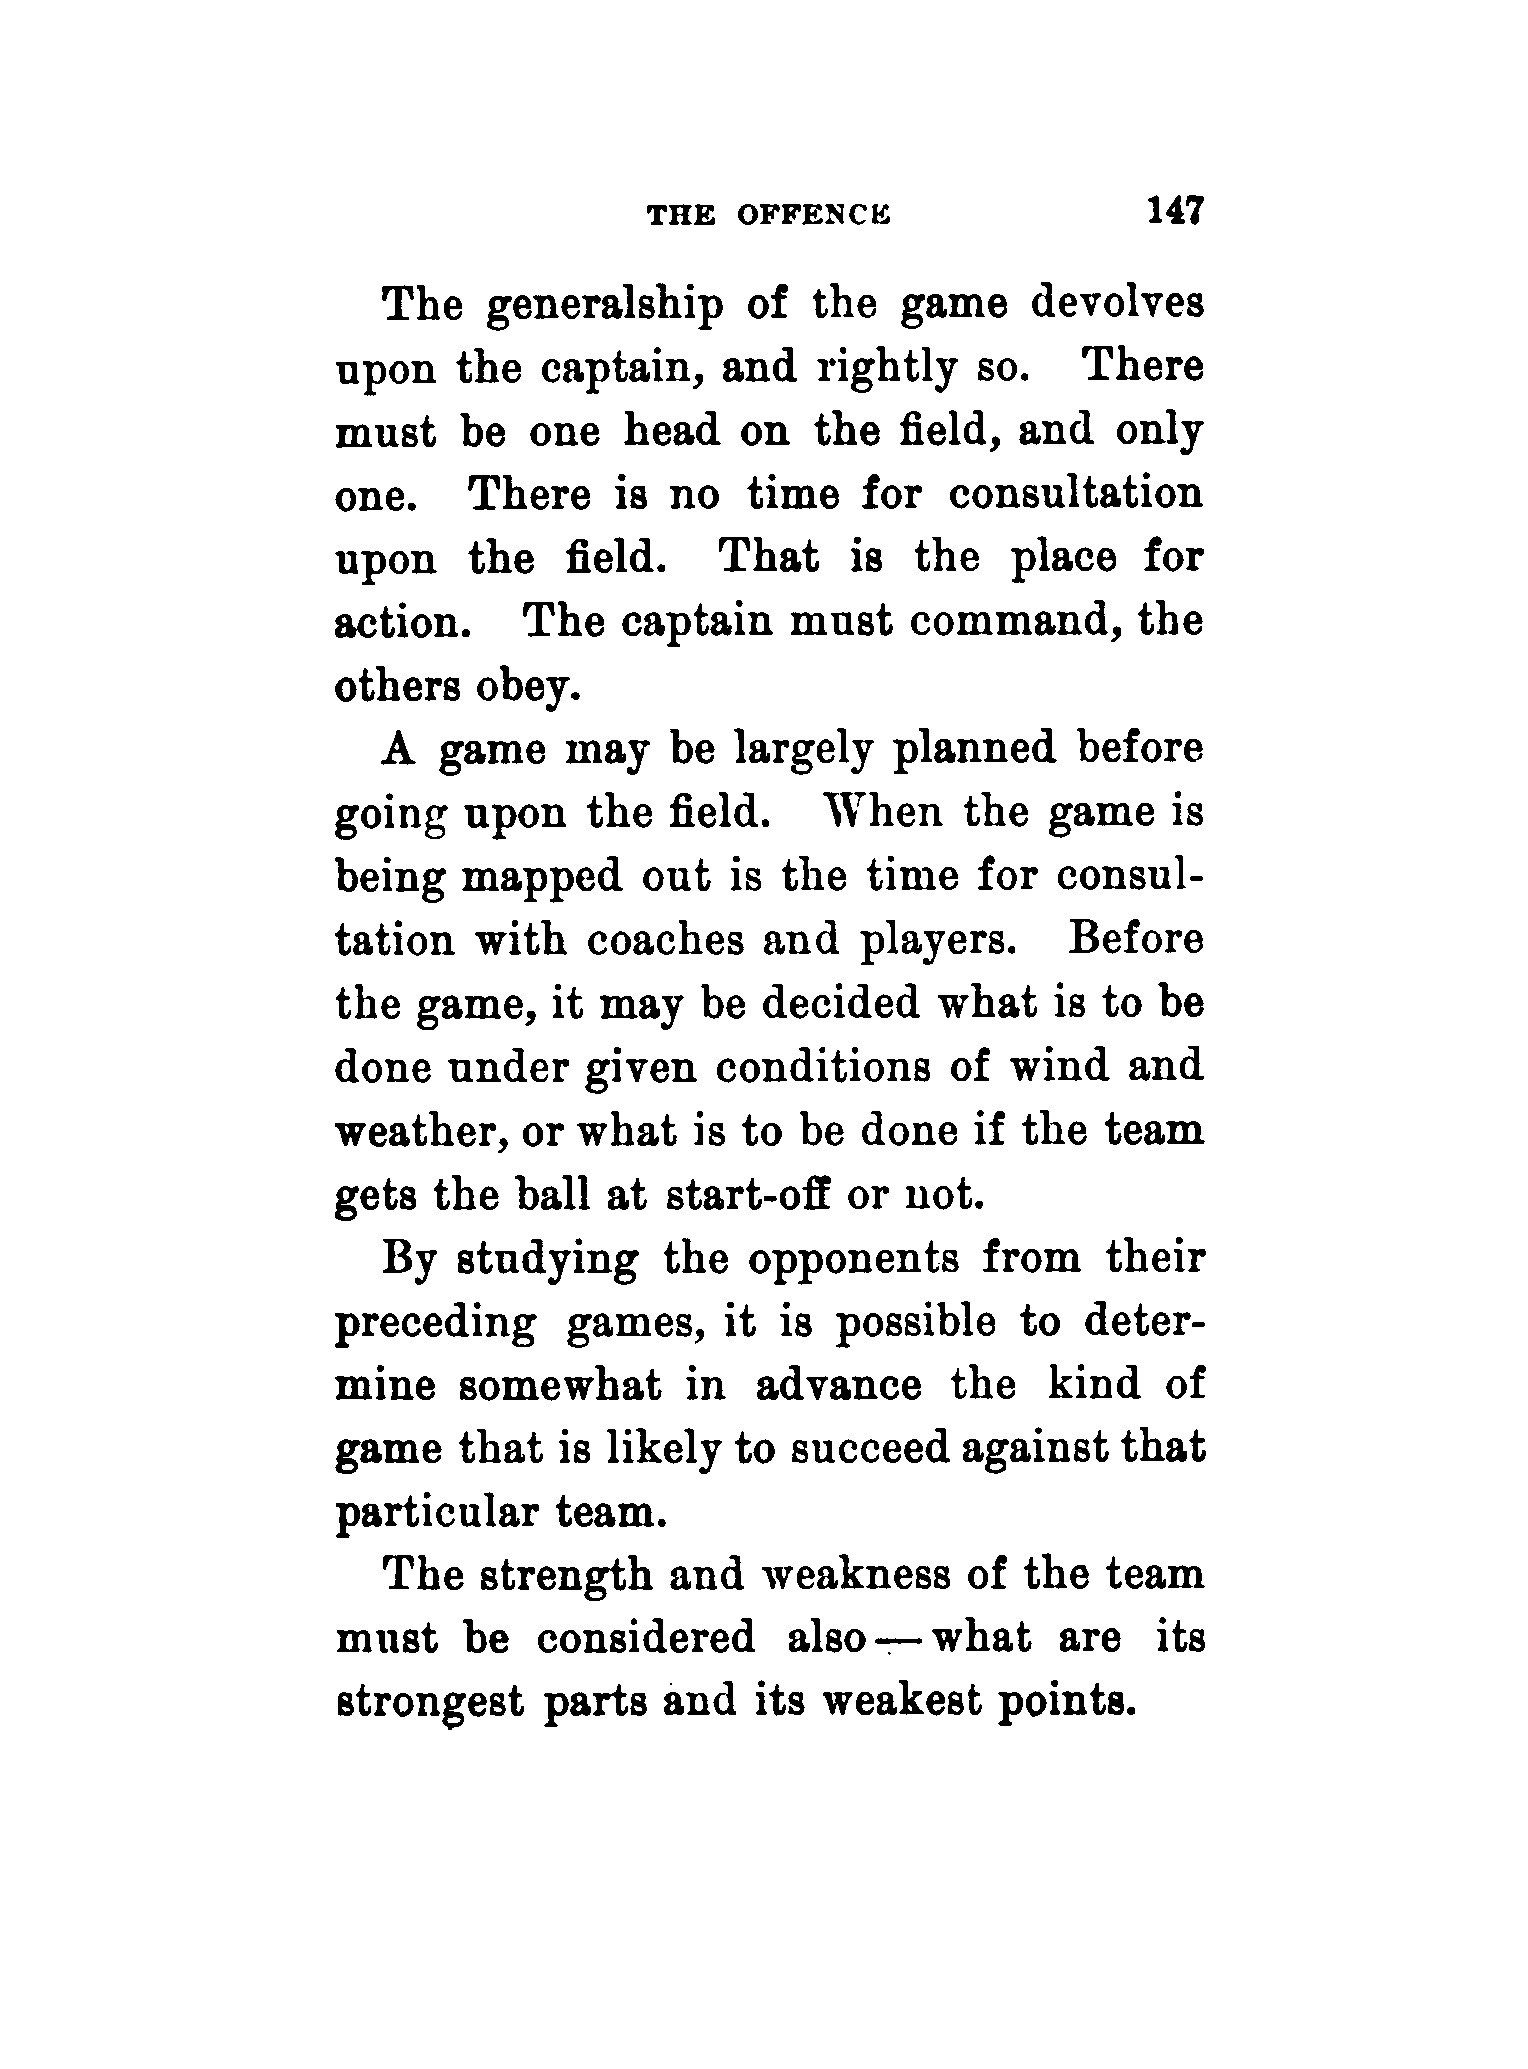 THE OFFENCE 147
The generalship of the game devolves
upon the captain, and rightly so. There
must be one head on the field, and only
one. There is no time for consultation
upon the field. That is the place for
action. The captain must command, the
others obey.
A game may be largely planned before
going upon the field. When the game is
being mapped out is the time for consul-
tation with coaches and players. Before
the game, it may be decided what is to be
done under given conditions of wind and
weather, or what is to be done if the team
gets the ball at start-off or not.
By studying the opponents from their
preceding games, it is possible to deter-
mine somewhat in advance the kind of
game that is likely to succeed against that
particular team.
The strength and weakness of the team
must be considered also — what are its
strongest parts and its weakest points.